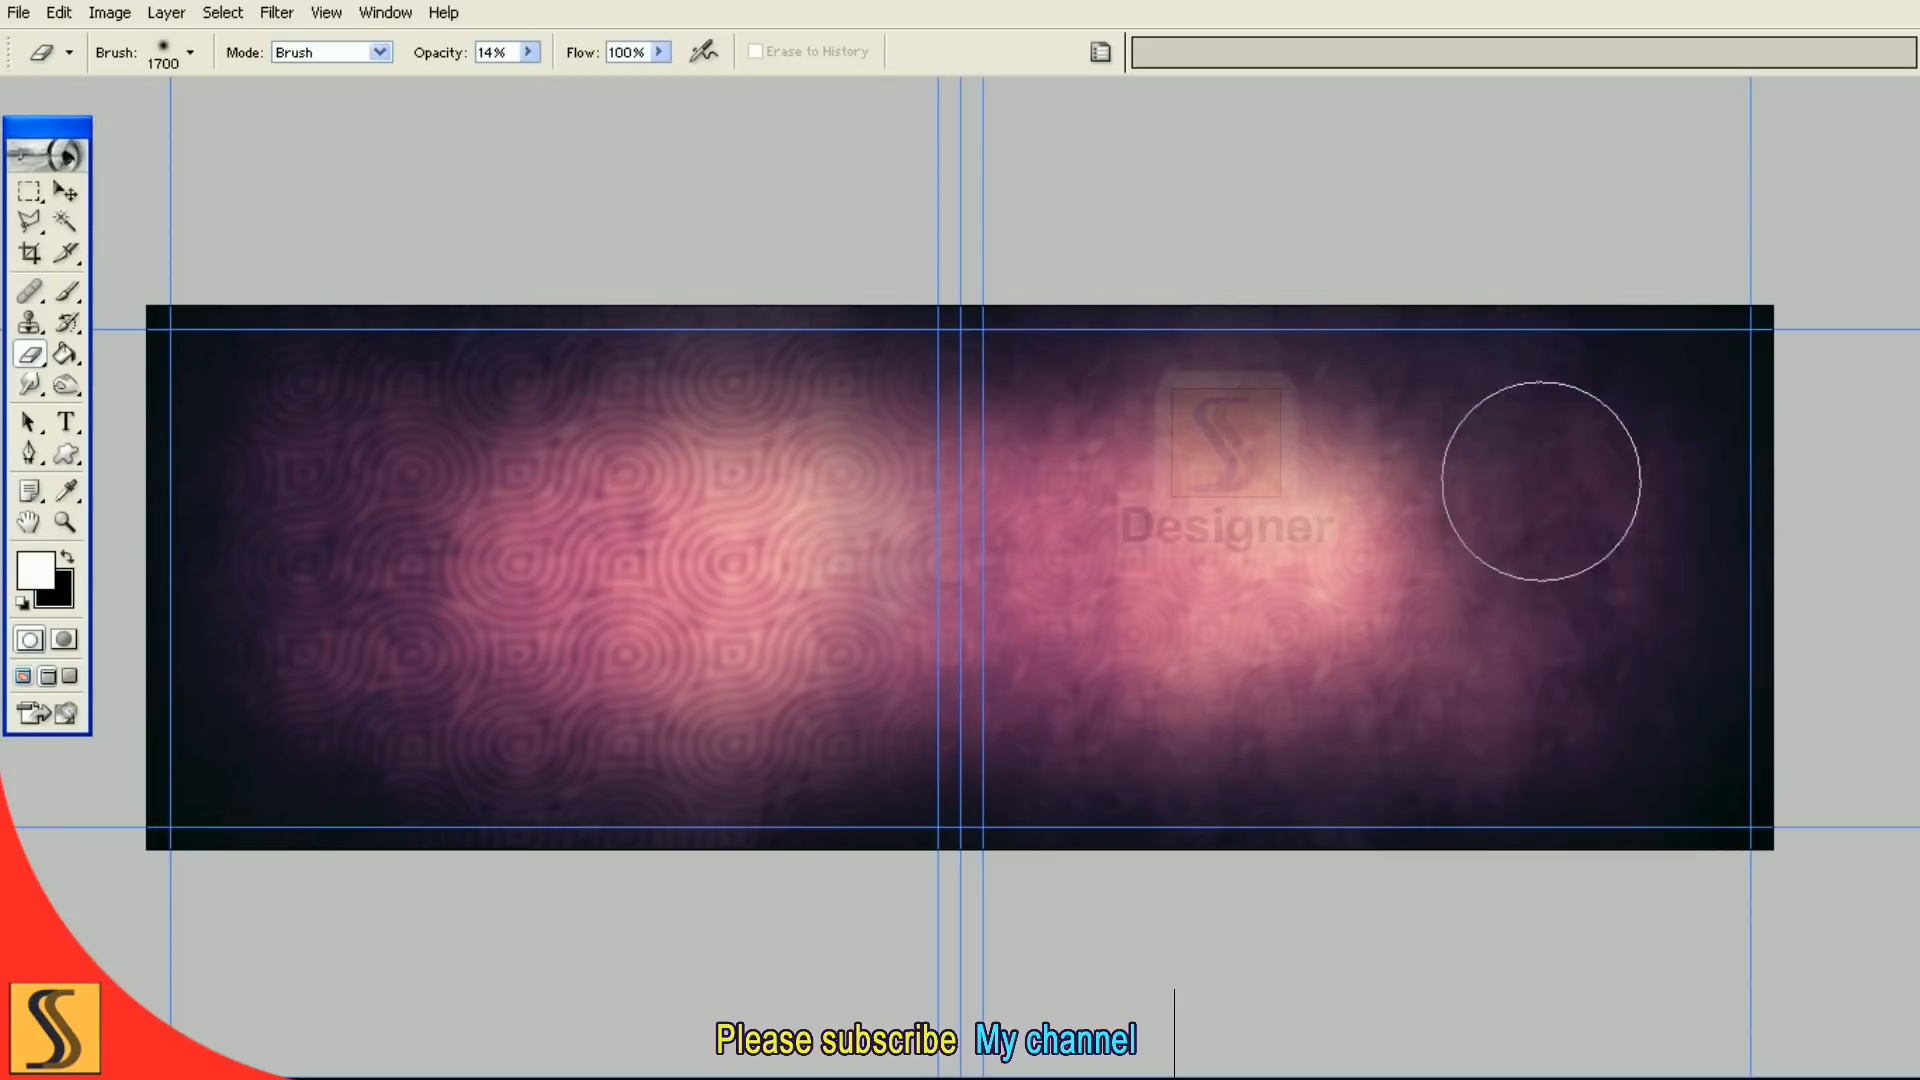 File Edit Image Layer Select Filter View Window Help
Brush: 1700 Mode: Brush Opacity: 14% Flow: 100% Erase to History
Designer
Please subscribe My channel